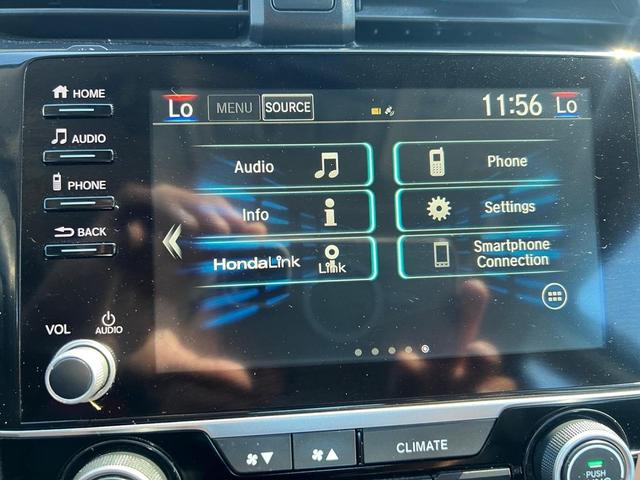 HOME
AUDIO
PHONE
BACK
VOL
AUDIO
Lo MENU SOURCE 11:56 Lo
Audio Phone
Info Settings
HondaLink Link Smartphone
Connection
CLIMATE
PUSH